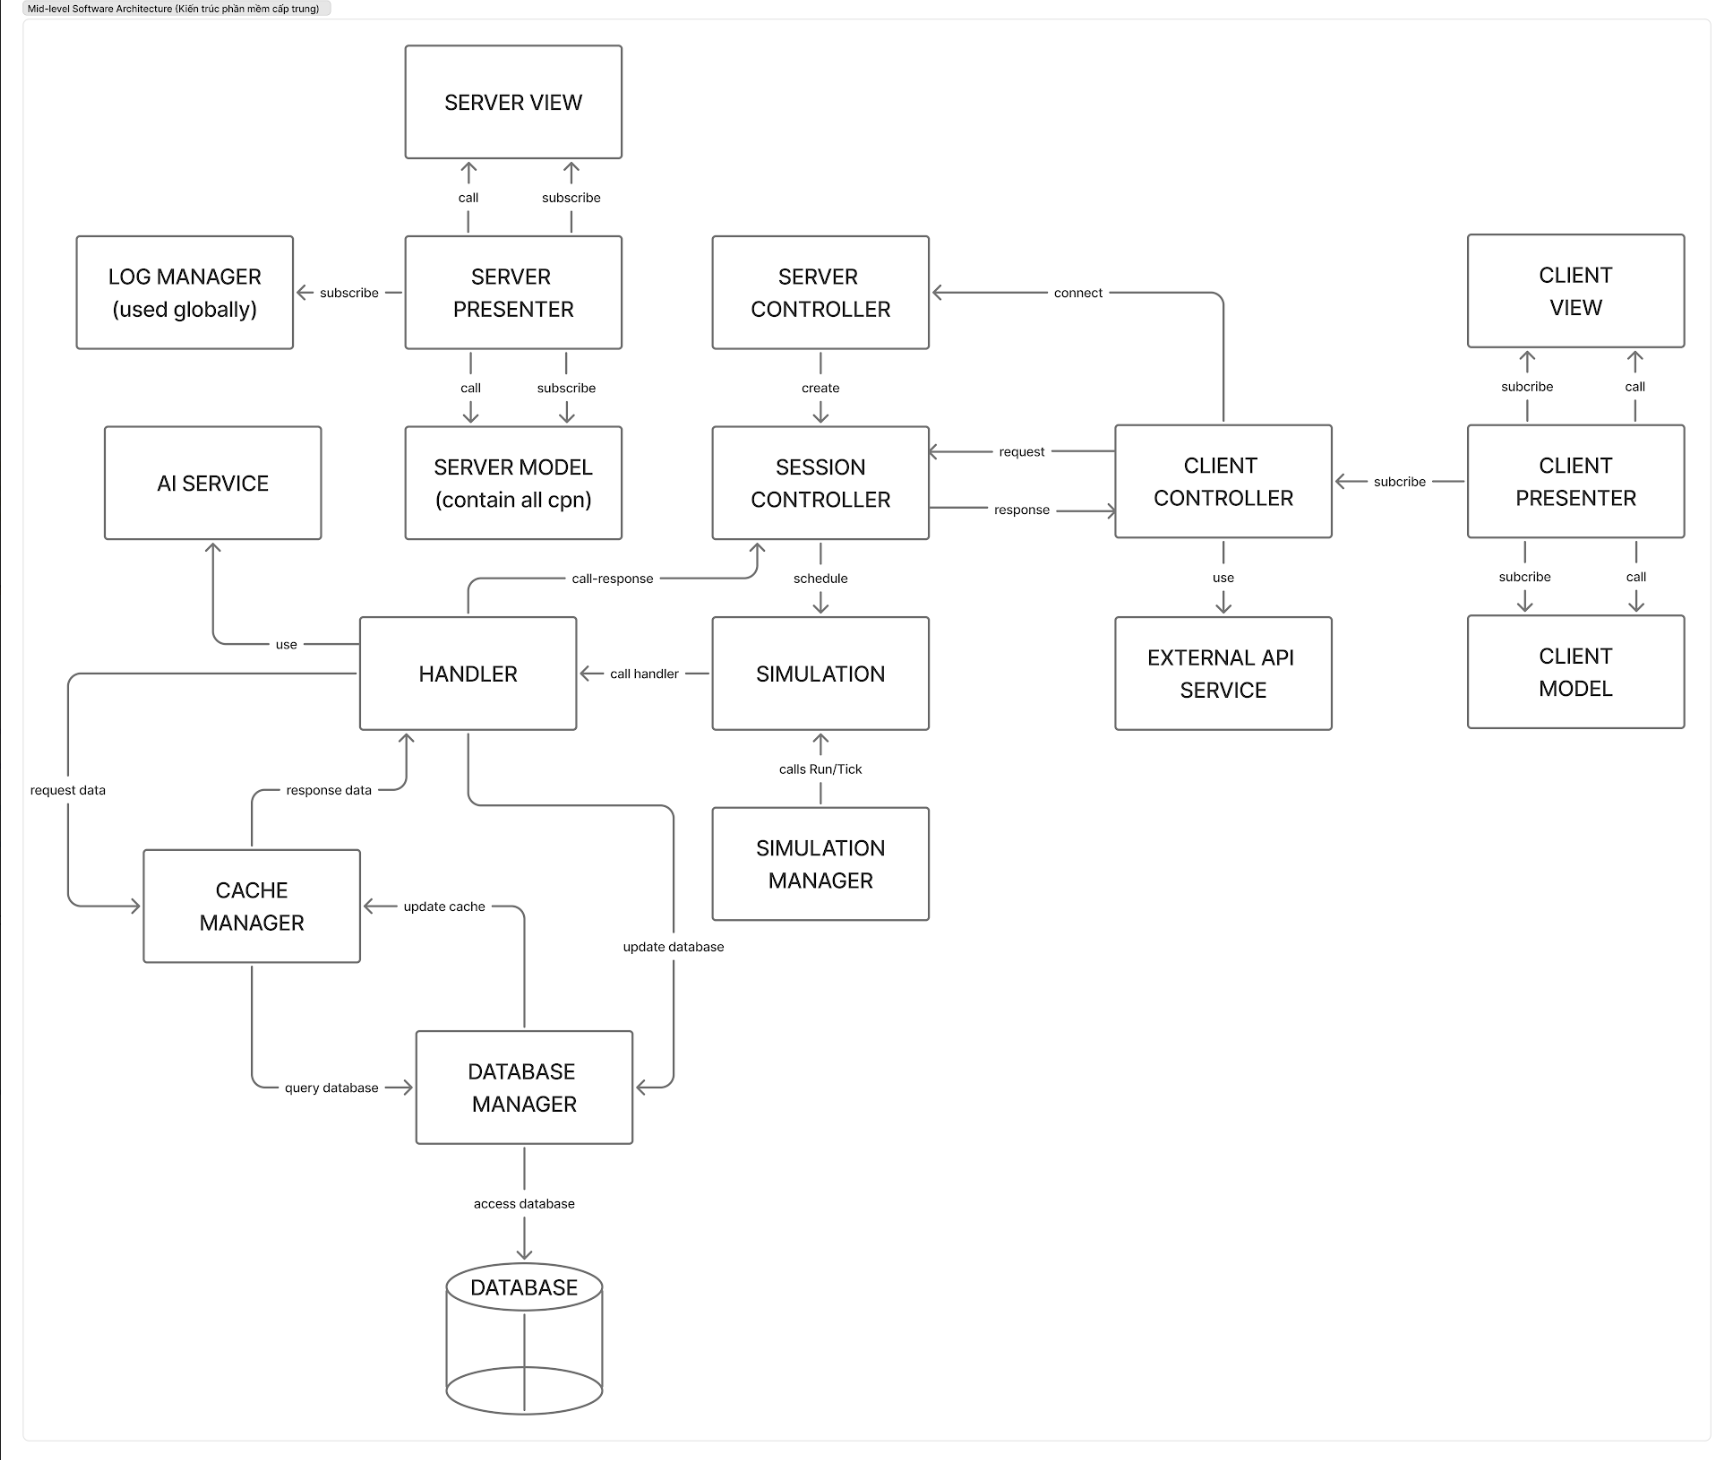 Mid-level Software Architecture (Kiến trúc phần mềm cấp trung)
SERVER VIEW
call
subscribe
LOG MANAGER
(used globally)
subscribe
SERVER
PRESENTER
SERVER
CONTROLLER
connect
CLIENT
VIEW
call
subscribe
create
subcribe
call
AI SERVICE
SERVER MODEL
(contain all cpn)
SESSION
CONTROLLER
request
response
CLIENT
CONTROLLER
subcribe
CLIENT
PRESENTER
call-response
schedule
use
subcribe
call
use
HANDLER
call handler
SIMULATION
EXTERNAL API
SERVICE
CLIENT
MODEL
request data
response data
calls Run/Tick
CACHE
MANAGER
update cache
SIMULATION
MANAGER
update database
query database
DATABASE
MANAGER
access database
DATABASE